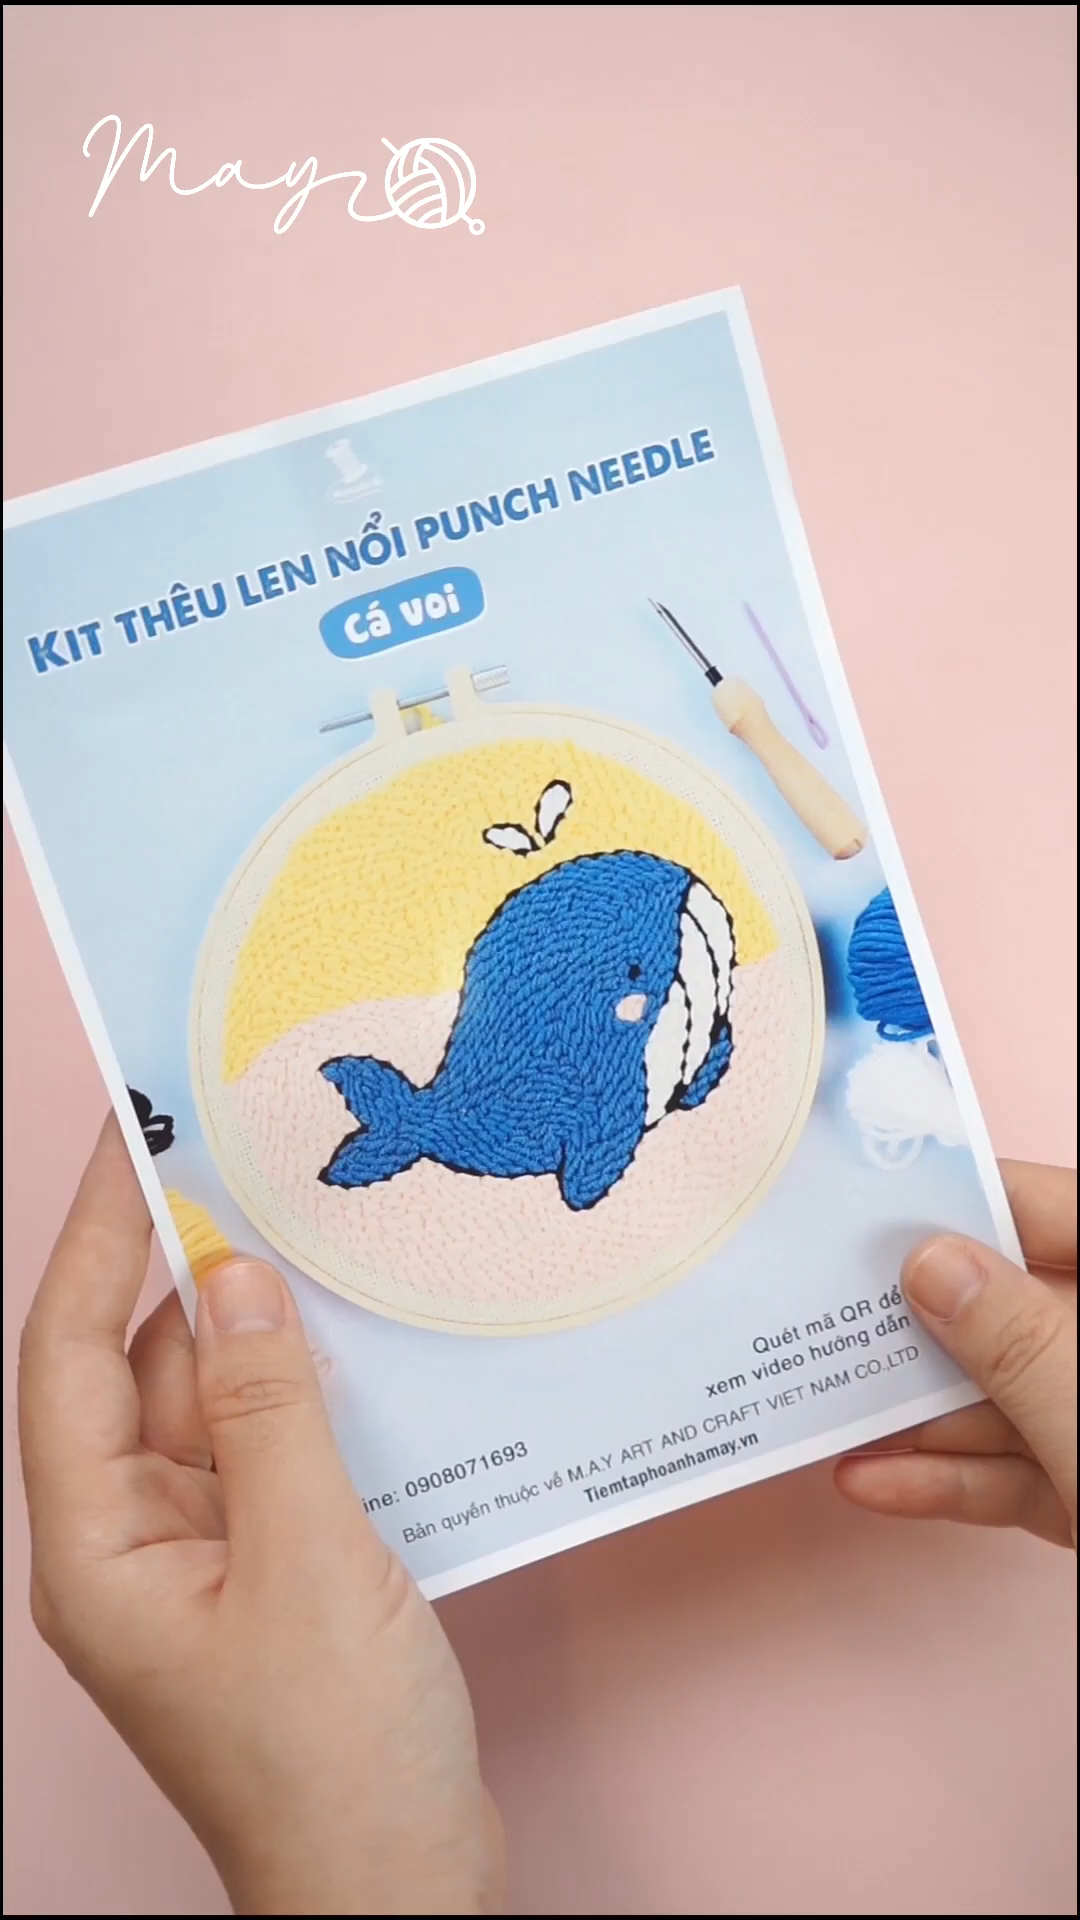 May
KIT THÊU LEN NỔI PUNCH NEEDLE
Cá voi
Quét mã QR để
xem video hướng dẫn
ine: 0908071693
Bản quyền thuộc về M.A.Y ART AND CRAFT VIET NAM CO.,LTD
Tiemtaphoanhamay.vn